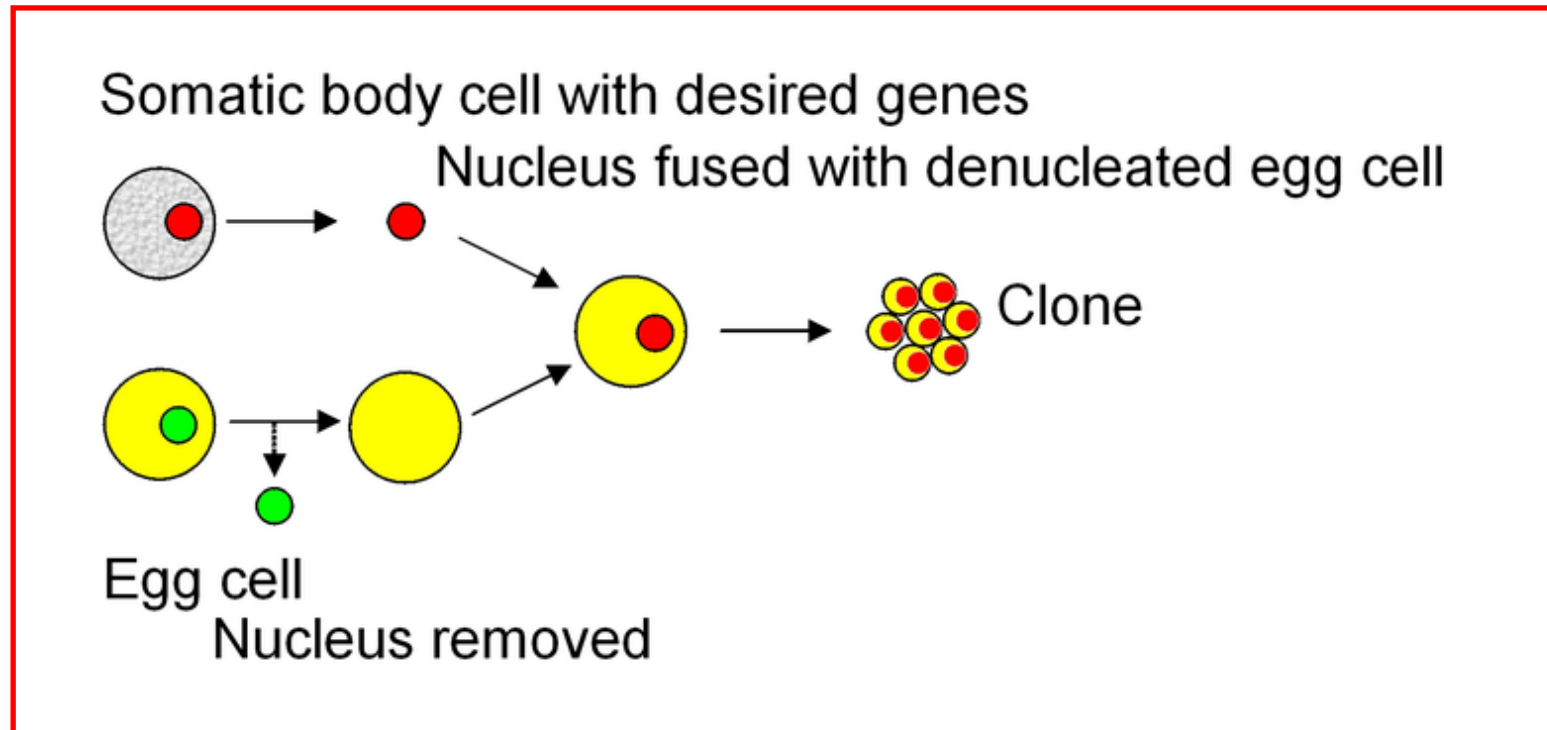 Somatic body cell with desired genes
Nucleus fused with denucleated egg cell
Clone
Egg cell
Nucleus removed